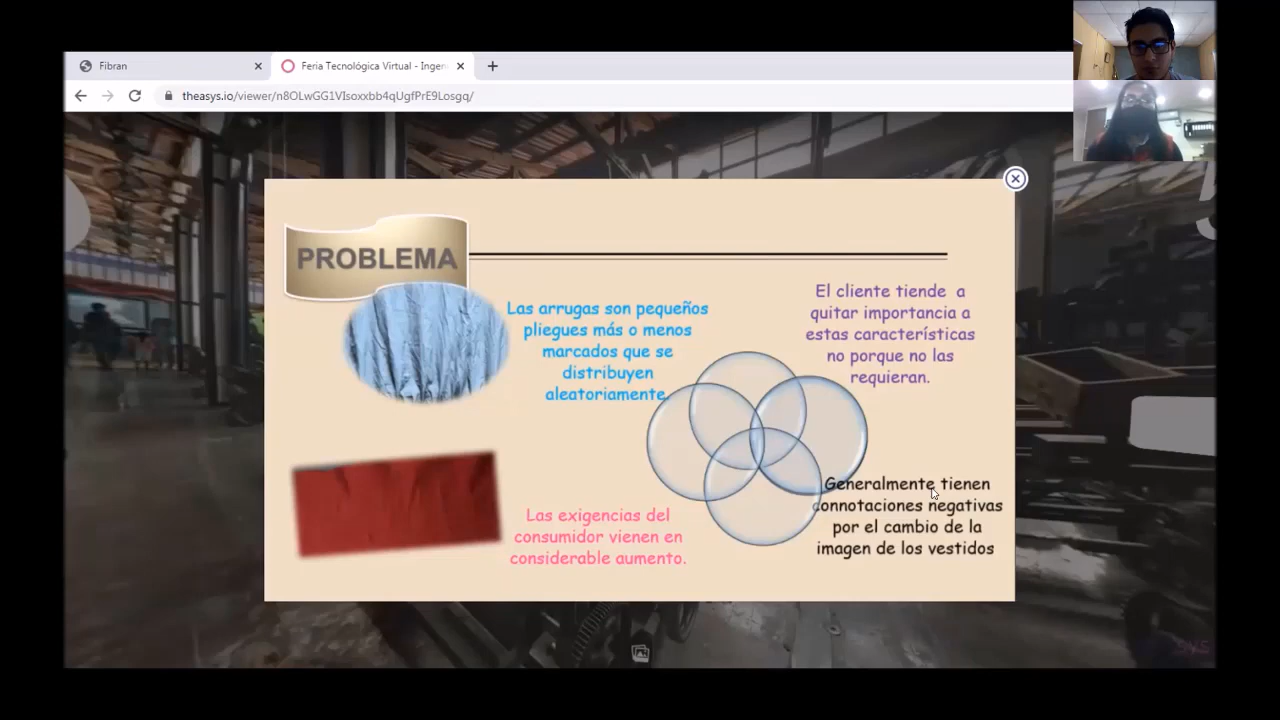 Fibran
Feria Tecnológica Virtual - Ingen
theasys.io/viewer/n8OLwGG1VIsoxxbb4qUgfPrE9Losgq/
PROBLEMA
Las arrugas son pequeños
pliegues más o menos
marcados que se
distribuyen
aleatoriamente.
El cliente tiende a
quitar importancia a
estas características
no porque no las
requieran.
Las exigencias del
consumidor vienen en
considerable aumento.
Generalmente tienen
connotaciones negativas
por el cambio de la
imagen de los vestidos